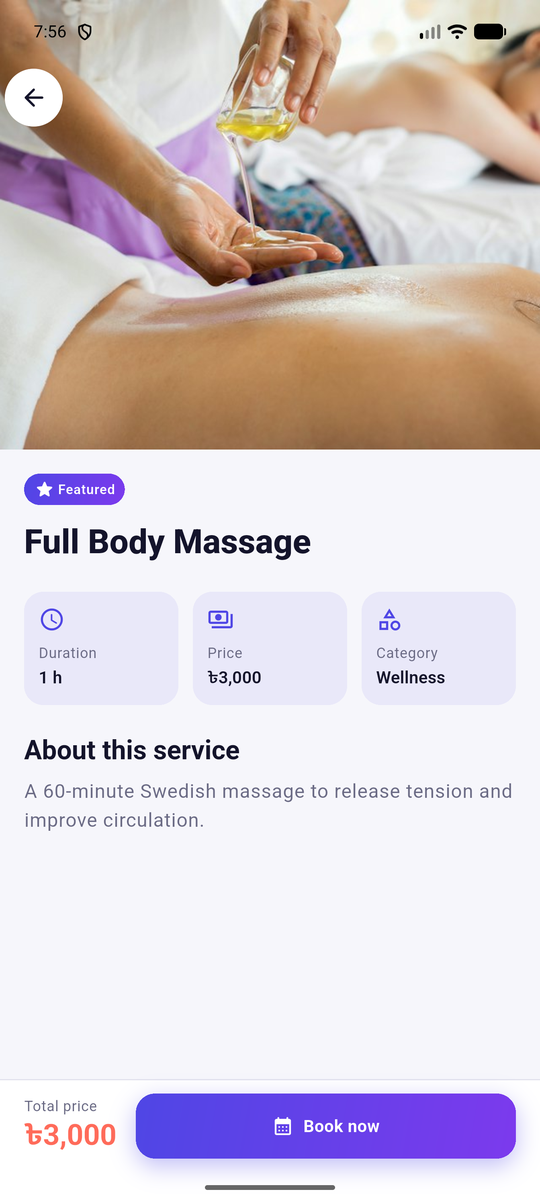 7:56
Featured
Full Body Massage
Duration
1 h
Price
৳3,000
Category
Wellness
About this service
A 60-minute Swedish massage to release tension and
improve circulation.
Total price
৳3,000
Book now